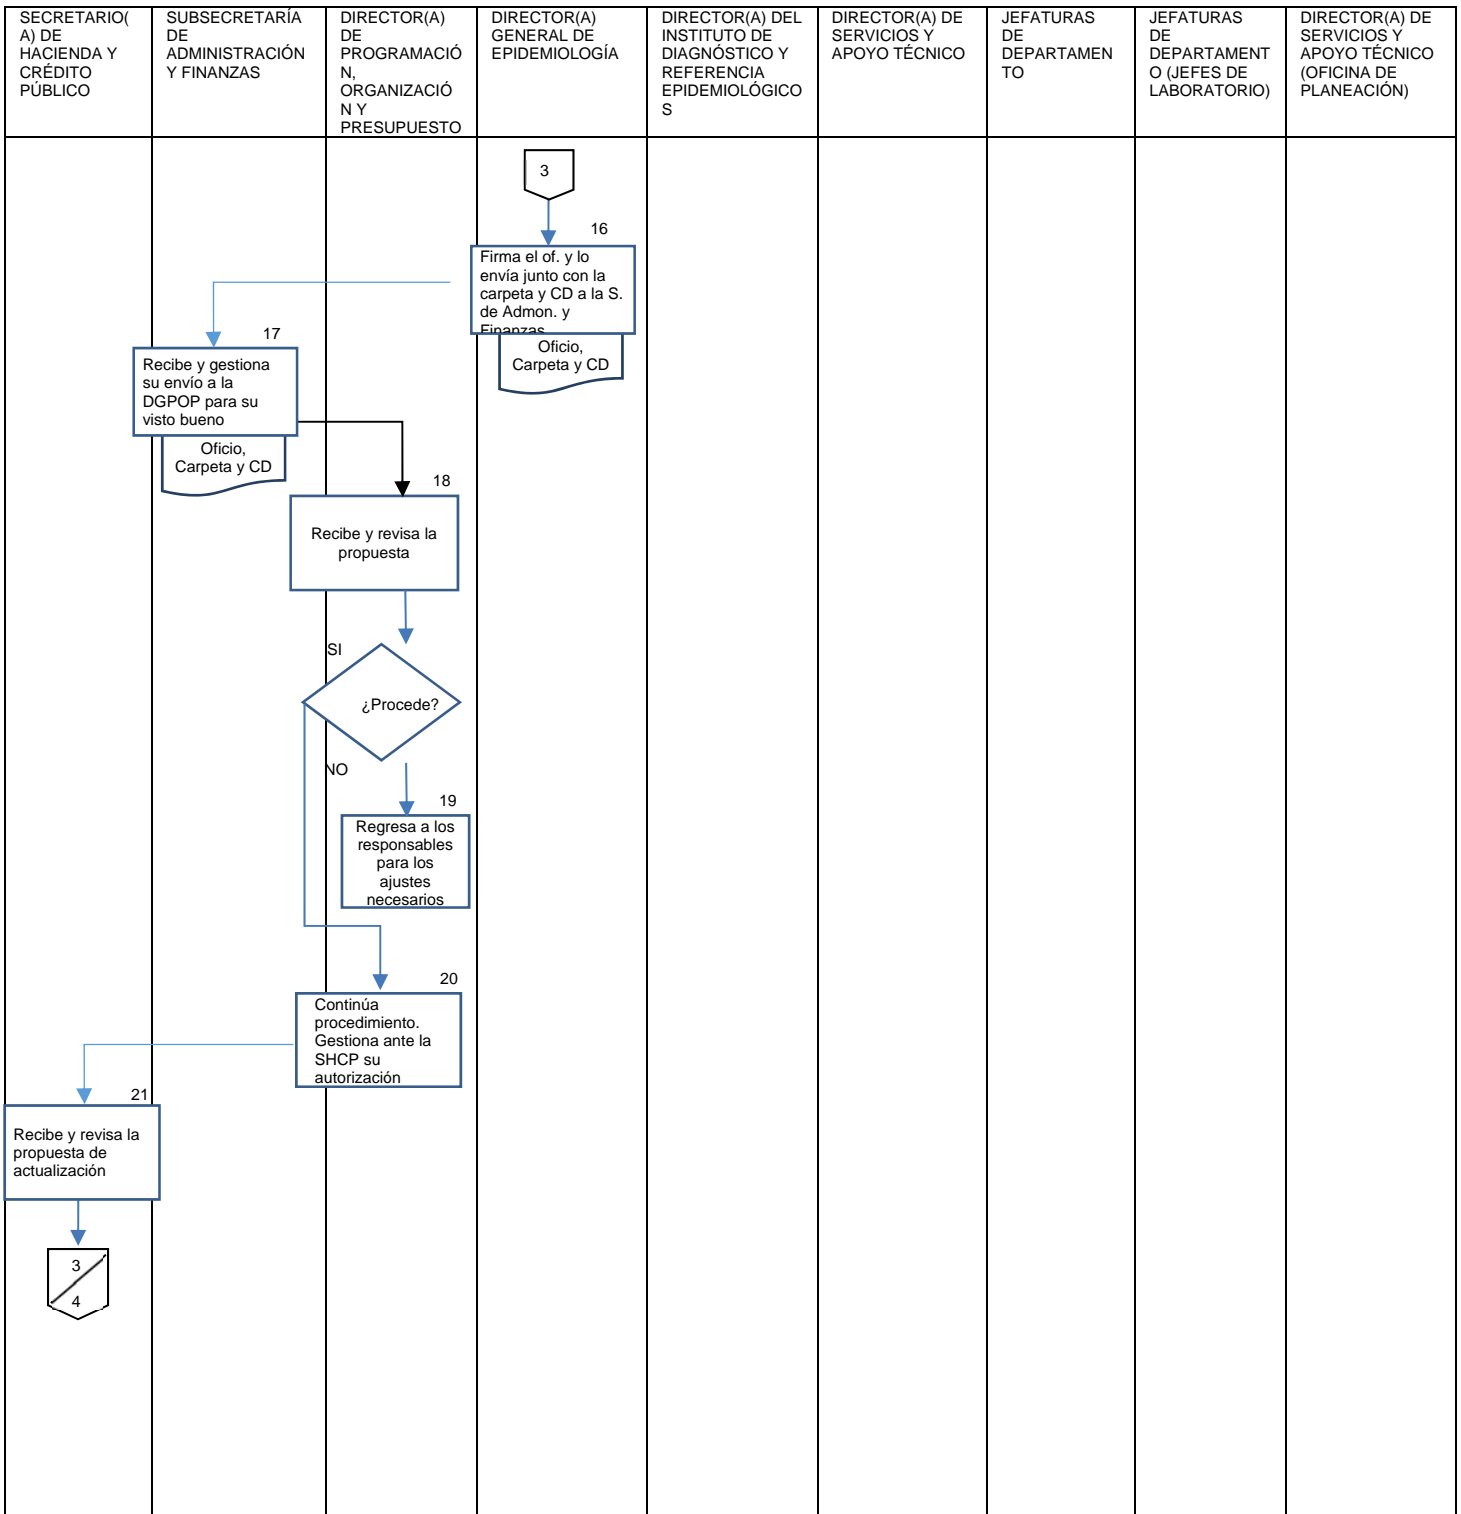 SECRETARIO(
A) DE
HACIENDA Y
CRÉDITO
PÚBLICO
SUBSECRETARÍA
DE
ADMINISTRACIÓN
Y FINANZAS
DIRECTOR(A)
DE
PROGRAMACIÓ
N,
ORGANIZACIÓ
N Y
PRESUPUESTO
DIRECTOR(A)
GENERAL DE
EPIDEMIOLOGÍA
DIRECTOR(A) DEL
INSTITUTO DE
DIAGNÓSTICO Y
REFERENCIA
EPIDEMIOLÓGICO
S
DIRECTOR(A) DE
SERVICIOS Y
APOYO TÉCNICO
JEFATURAS
DE
DEPARTAMEN
TO
JEFATURAS
DE
DEPARTAMENT
O (JEFES DE
LABORATORIO)
DIRECTOR(A) DE
SERVICIOS Y
APOYO TÉCNICO
(OFICINA DE
PLANEACIÓN)
3
16
Firma el of. y lo
envía junto con la
carpeta y CD a la S.
de Admon. y
Finanzas
Oficio,
Carpeta y CD
17
Recibe y gestiona
su envío a la
DGPOP para su
visto bueno
Oficio,
Carpeta y CD
18
Recibe y revisa la
propuesta
SI
¿Procede?
NO
19
Regresa a los
responsables
para los
ajustes
necesarios
20
Continúa
procedimiento.
Gestiona ante la
SHCP su
autorización
21
Recibe y revisa la
propuesta de
actualización
3
4